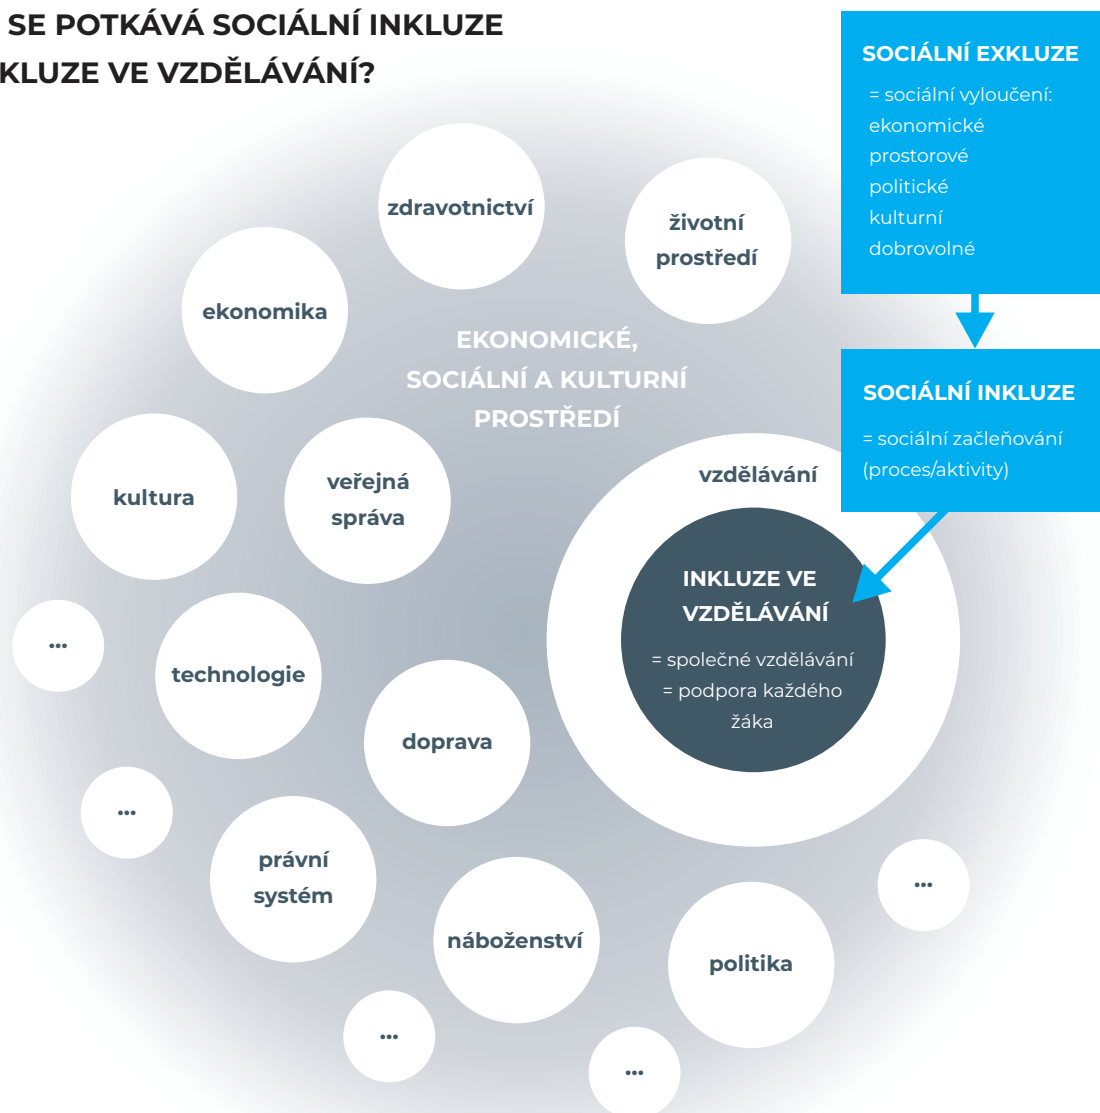 SE POTKÁVÁ SOCIÁLNÍ INKLUZE
KLUZE VE VZDĚLÁVÁNÍ?
SOCIÁLNÍ EXKLUZE
= sociální vyloučení:
ekonomické
prostorové
politické
kulturní
dobrovolné
zdravotnictví
životní
prostředí
ekonomika
EKONOMICKÉ,
SOCIÁLNÍ A KULTURNÍ
PROSTŘEDÍ
SOCIÁLNÍ INKLUZE
= sociální začleňování
(proces/aktivity)
kultura
veřejná
správa
vzdělávání
INKLUZE VE
VZDĚLÁVÁNÍ
= společné vzdělávání
= podpora každého
žáka
...
technologie
doprava
...
právní
systém
náboženství
politika
...
...
...